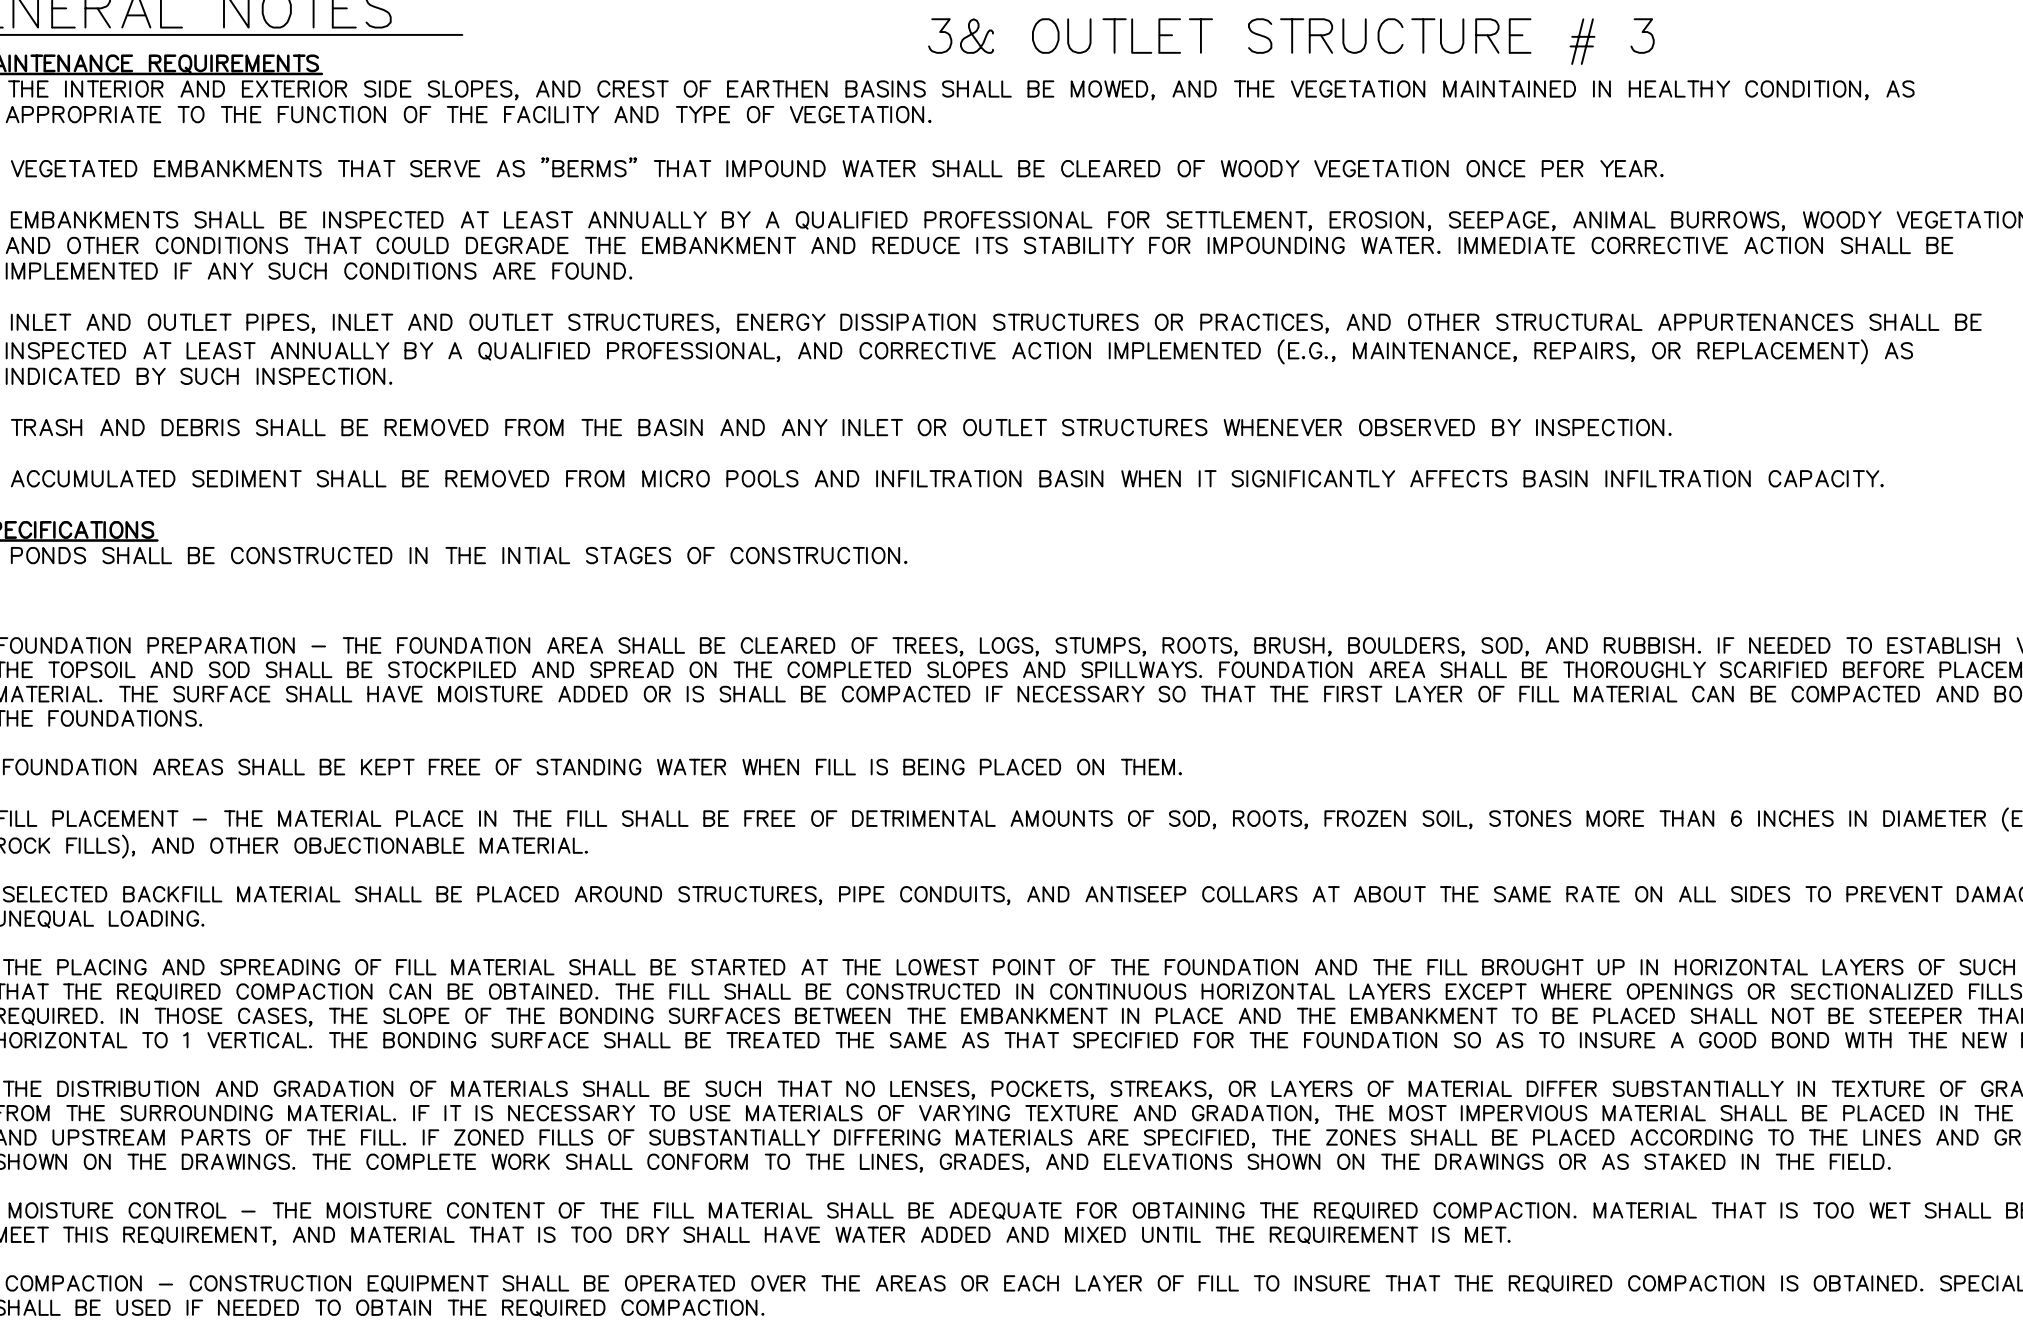 ENERAL NOTES
3& OUTLET STRUCTURE # 3
AINTENANCE REQUIREMENTS
THE INTERIOR AND EXTERIOR SIDE SLOPES, AND CREST OF EARTHEN BASINS SHALL BE MOWED, AND THE VEGETATION MAINTAINED IN HEALTHY CONDITION, AS
APPROPRIATE TO THE FUNCTION OF THE FACILITY AND TYPE OF VEGETATION.
VEGETATED EMBANKMENTS THAT SERVE AS "BERMS" THAT IMPOUND WATER SHALL BE CLEARED OF WOODY VEGETATION ONCE PER YEAR.
EMBANKMENTS SHALL BE INSPECTED AT LEAST ANNUALLY BY A QUALIFIED PROFESSIONAL FOR SETTLEMENT, EROSION, SEEPAGE, ANIMAL BURROWS, WOODY VEGETATION
AND OTHER CONDITIONS THAT COULD DEGRADE THE EMBANKMENT AND REDUCE ITS STABILITY FOR IMPOUNDING WATER. IMMEDIATE CORRECTIVE ACTION SHALL BE
IMPLEMENTED IF ANY SUCH CONDITIONS ARE FOUND.
INLET AND OUTLET PIPES, INLET AND OUTLET STRUCTURES, ENERGY DISSIPATION STRUCTURES OR PRACTICES, AND OTHER STRUCTURAL APPURTENANCES SHALL BE
INSPECTED AT LEAST ANNUALLY BY A QUALIFIED PROFESSIONAL, AND CORRECTIVE ACTION IMPLEMENTED (E.G., MAINTENANCE, REPAIRS, OR REPLACEMENT) AS
INDICATED BY SUCH INSPECTION.
TRASH AND DEBRIS SHALL BE REMOVED FROM THE BASIN AND ANY INLET OR OUTLET STRUCTURES WHENEVER OBSERVED BY INSPECTION.
ACCUMULATED SEDIMENT SHALL BE REMOVED FROM MICRO POOLS AND INFILTRATION BASIN WHEN IT SIGNIFICANTLY AFFECTS BASIN INFILTRATION CAPACITY.
PECIFICATIONS
PONDS SHALL BE CONSTRUCTED IN THE INTIAL STAGES OF CONSTRUCTION.
FOUNDATION PREPARATION – THE FOUNDATION AREA SHALL BE CLEARED OF TREES, LOGS, STUMPS, ROOTS, BRUSH, BOULDERS, SOD, AND RUBBISH. IF NEEDED TO ESTABLISH V
THE TOPSOIL AND SOD SHALL BE STOCKPILED AND SPREAD ON THE COMPLETED SLOPES AND SPILLWAYS. FOUNDATION AREA SHALL BE THOROUGHLY SCARIFIED BEFORE PLACEM
MATERIAL. THE SURFACE SHALL HAVE MOISTURE ADDED OR IS SHALL BE COMPACTED IF NECESSARY SO THAT THE FIRST LAYER OF FILL MATERIAL CAN BE COMPACTED AND BO
THE FOUNDATIONS.
FOUNDATION AREAS SHALL BE KEPT FREE OF STANDING WATER WHEN FILL IS BEING PLACED ON THEM.
FILL PLACEMENT – THE MATERIAL PLACE IN THE FILL SHALL BE FREE OF DETRIMENTAL AMOUNTS OF SOD, ROOTS, FROZEN SOIL, STONES MORE THAN 6 INCHES IN DIAMETER (E
ROCK FILLS), AND OTHER OBJECTIONABLE MATERIAL.
SELECTED BACKFILL MATERIAL SHALL BE PLACED AROUND STRUCTURES, PIPE CONDUITS, AND ANTISEEP COLLARS AT ABOUT THE SAME RATE ON ALL SIDES TO PREVENT DAMAG
UNEQUAL LOADING.
THE PLACING AND SPREADING OF FILL MATERIAL SHALL BE STARTED AT THE LOWEST POINT OF THE FOUNDATION AND THE FILL BROUGHT UP IN HORIZONTAL LAYERS OF SUCH
THAT THE REQUIRED COMPACTION CAN BE OBTAINED. THE FILL SHALL BE CONSTRUCTED IN CONTINUOUS HORIZONTAL LAYERS EXCEPT WHERE OPENINGS OR SECTIONALIZED FILLS
REQUIRED. IN THOSE CASES, THE SLOPE OF THE BONDING SURFACES BETWEEN THE EMBANKMENT IN PLACE AND THE EMBANKMENT TO BE PLACED SHALL NOT BE STEEPER THAN
HORIZONTAL TO 1 VERTICAL. THE BONDING SURFACE SHALL BE TREATED THE SAME AS THAT SPECIFIED FOR THE FOUNDATION SO AS TO INSURE A GOOD BOND WITH THE NEW
THE DISTRIBUTION AND GRADATION OF MATERIALS SHALL BE SUCH THAT NO LENSES, POCKETS, STREAKS, OR LAYERS OF MATERIAL DIFFER SUBSTANTIALLY IN TEXTURE OF GRA
FROM THE SURROUNDING MATERIAL. IF IT IS NECESSARY TO USE MATERIALS OF VARYING TEXTURE AND GRADATION, THE MOST IMPERVIOUS MATERIAL SHALL BE PLACED IN THE
AND UPSTREAM PARTS OF THE FILL. IF ZONED FILLS OF SUBSTANTIALLY DIFFERING MATERIALS ARE SPECIFIED, THE ZONES SHALL BE PLACED ACCORDING TO THE LINES AND GR
SHOWN ON THE DRAWINGS. THE COMPLETE WORK SHALL CONFORM TO THE LINES, GRADES, AND ELEVATIONS SHOWN ON THE DRAWINGS OR AS STAKED IN THE FIELD.
MOISTURE CONTROL – THE MOISTURE CONTENT OF THE FILL MATERIAL SHALL BE ADEQUATE FOR OBTAINING THE REQUIRED COMPACTION. MATERIAL THAT IS TOO WET SHALL BE
MEET THIS REQUIREMENT, AND MATERIAL THAT IS TOO DRY SHALL HAVE WATER ADDED AND MIXED UNTIL THE REQUIREMENT IS MET.
COMPACTION – CONSTRUCTION EQUIPMENT SHALL BE OPERATED OVER THE AREAS OR EACH LAYER OF FILL TO INSURE THAT THE REQUIRED COMPACTION IS OBTAINED. SPECIAL
SHALL BE USED IF NEEDED TO OBTAIN THE REQUIRED COMPACTION.